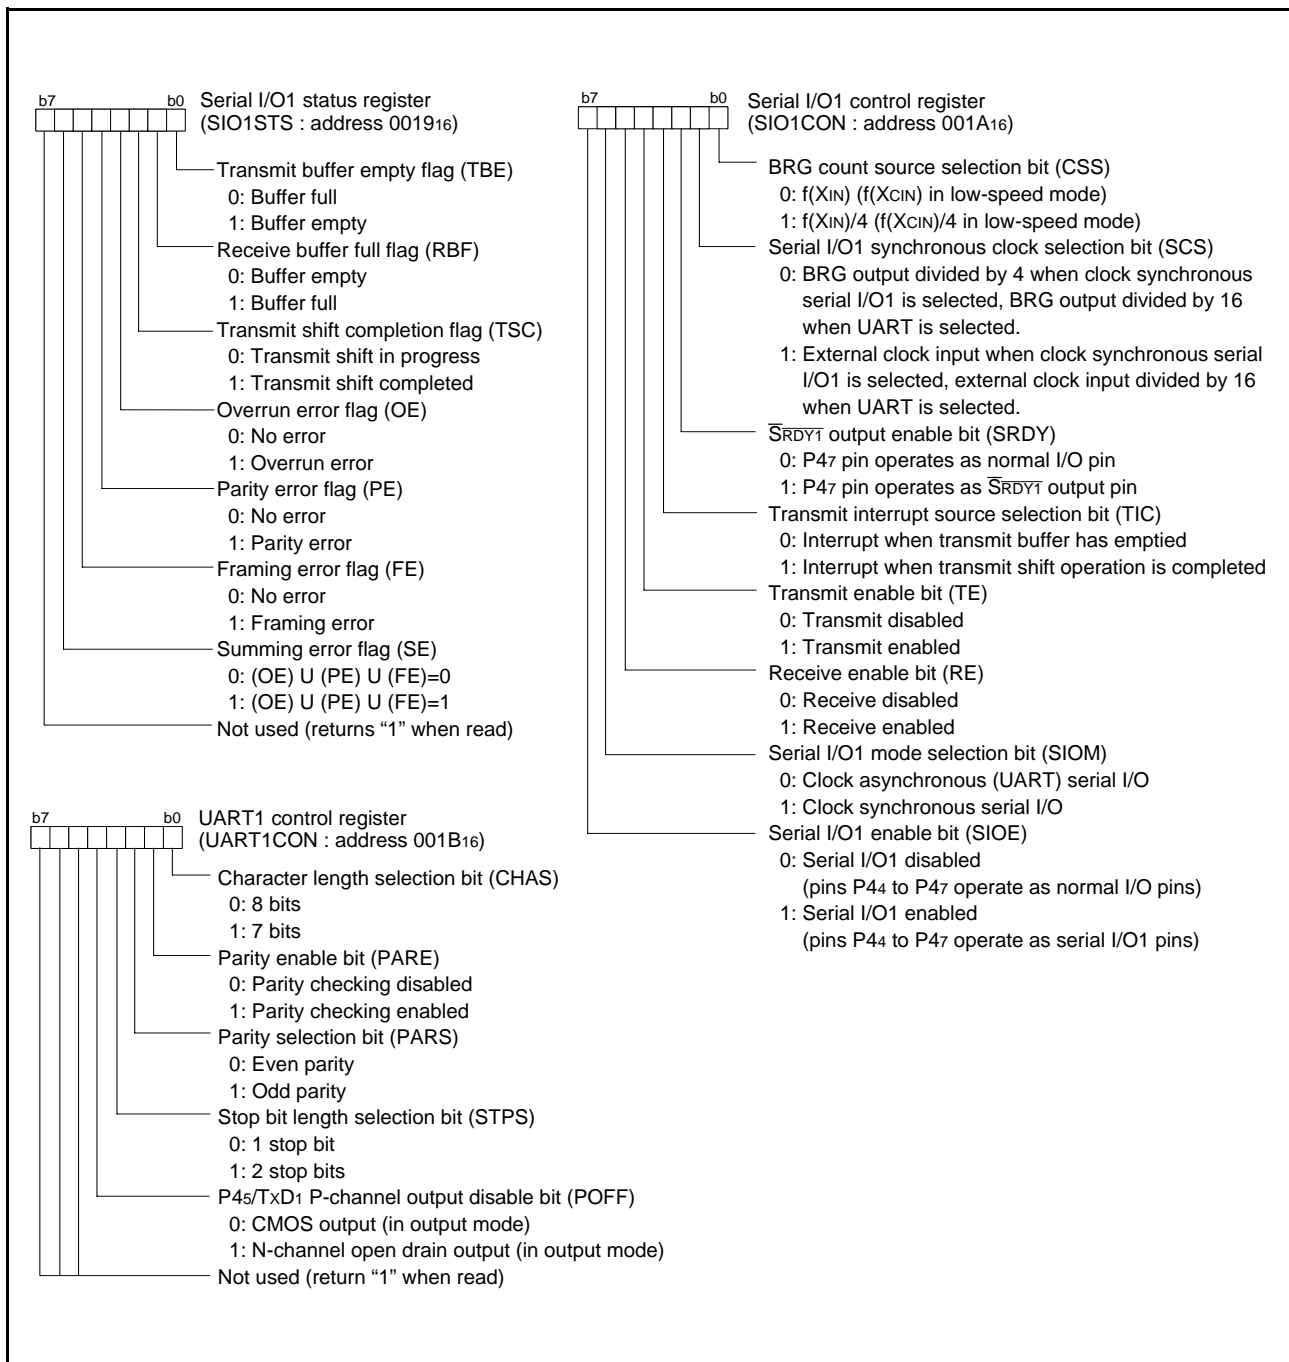 b7 b0 Serial I/O1 status register
(SIO1STS : address 001916)
Transmit buffer empty flag (TBE)
0: Buffer full
1: Buffer empty
Receive buffer full flag (RBF)
0: Buffer empty
1: Buffer full
Transmit shift completion flag (TSC)
0: Transmit shift in progress
1: Transmit shift completed
Overrun error flag (OE)
0: No error
1: Overrun error
Parity error flag (PE)
0: No error
1: Parity error
Framing error flag (FE)
0: No error
1: Framing error
Summing error flag (SE)
0: (OE) U (PE) U (FE)=0
1: (OE) U (PE) U (FE)=1
Not used (returns “1” when read)
b7 b0 UART1 control register
(UART1CON : address 001B16)
Character length selection bit (CHAS)
0: 8 bits
1: 7 bits
Parity enable bit (PARE)
0: Parity checking disabled
1: Parity checking enabled
Parity selection bit (PARS)
0: Even parity
1: Odd parity
Stop bit length selection bit (STPS)
0: 1 stop bit
1: 2 stop bits
P45/TXD1 P-channel output disable bit (POFF)
0: CMOS output (in output mode)
1: N-channel open drain output (in output mode)
Not used (return “1” when read)
b7 b0 Serial I/O1 control register
(SIO1CON : address 001A16)
BRG count source selection bit (CSS)
0: f(XIN) (f(XCIN) in low-speed mode)
1: f(XIN)/4 (f(XCIN)/4 in low-speed mode)
Serial I/O1 synchronous clock selection bit (SCS)
0: BRG output divided by 4 when clock synchronous
serial I/O1 is selected, BRG output divided by 16
when UART is selected.
1: External clock input when clock synchronous serial
I/O1 is selected, external clock input divided by 16
when UART is selected.
S̅R̅D̅Y̅1̅ output enable bit (SRDY)
0: P47 pin operates as normal I/O pin
1: P47 pin operates as S̅R̅D̅Y̅1̅ output pin
Transmit interrupt source selection bit (TIC)
0: Interrupt when transmit buffer has emptied
1: Interrupt when transmit shift operation is completed
Transmit enable bit (TE)
0: Transmit disabled
1: Transmit enabled
Receive enable bit (RE)
0: Receive disabled
1: Receive enabled
Serial I/O1 mode selection bit (SIOM)
0: Clock asynchronous (UART) serial I/O
1: Clock synchronous serial I/O
Serial I/O1 enable bit (SIOE)
0: Serial I/O1 disabled
(pins P44 to P47 operate as normal I/O pins)
1: Serial I/O1 enabled
(pins P44 to P47 operate as serial I/O1 pins)